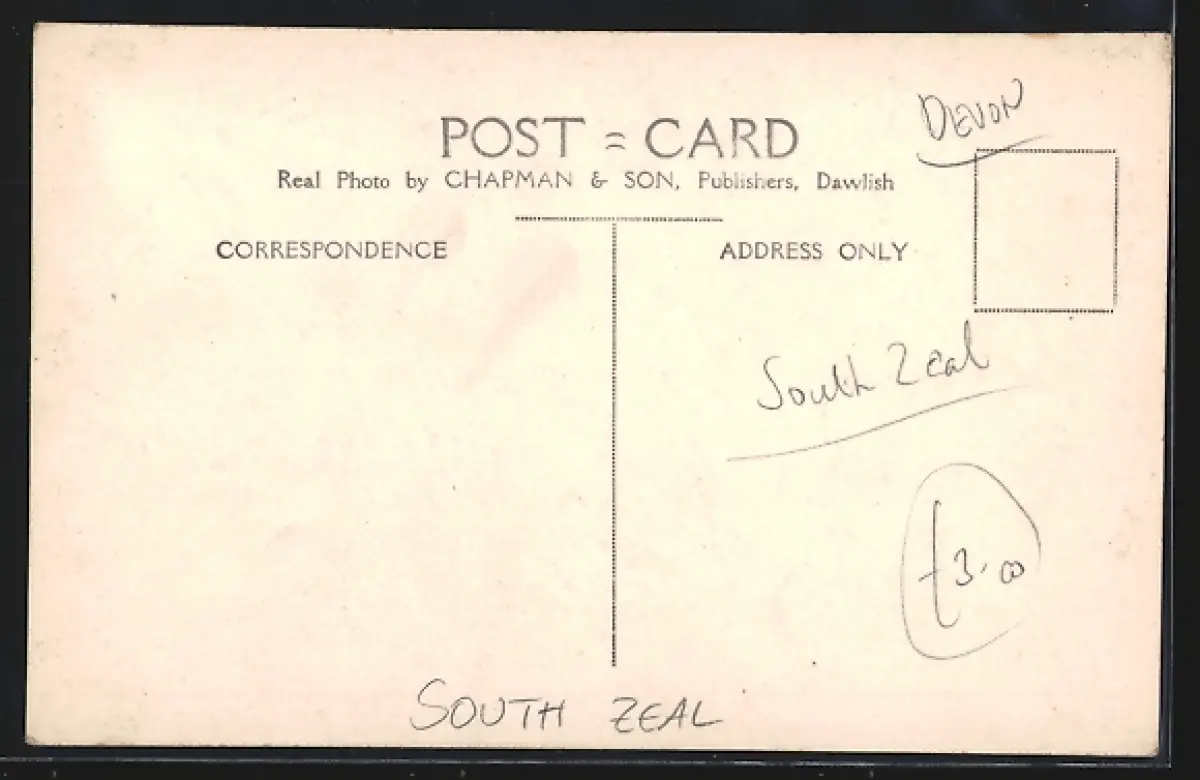 DEVON
POST = CARD
Real Photo by CHAPMAN & SON, Publishers, Dawlish
CORRESPONDENCE
ADDRESS ONLY
South Zeal
£3.00
SOUTH ZEAL